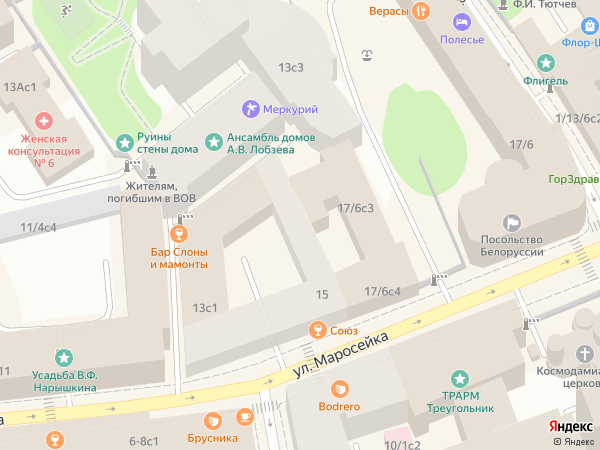 Верасы
Полесье
Ф.И. Тютчев
Флор-Ш
Флигель
13с3
13Ас1
Меркурий
1/13/6с2
Женская
консультация
№ 6
Руины
стены дома
Ансамбль домов
А.В. Лобзева
17/6
ГорЗдрав
Жителям,
погибшим в ВОВ
11/4с4
17/6с3
Посольство
Белоруссии
Бар Слоны
и мамонты
13с1
15
17/6с4
Союз
ул. Маросейка
11
Усадьба В.Ф.
Нарышкина
Космодамиа
церков
Bodrero
ТРАРМ
Треугольник
а
6-8с1
Брусника
10/1с2
Яндекс
© Яндекс